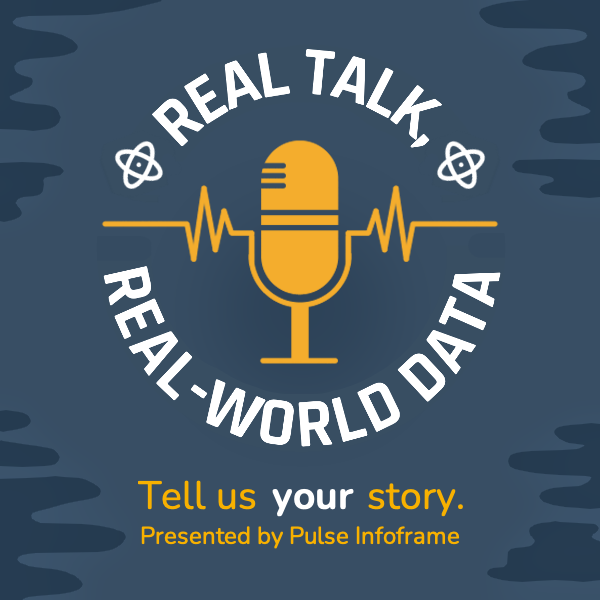 REAL TALK,
REAL-WORLD DATA
Tell us your story.
Presented by Pulse Infoframe